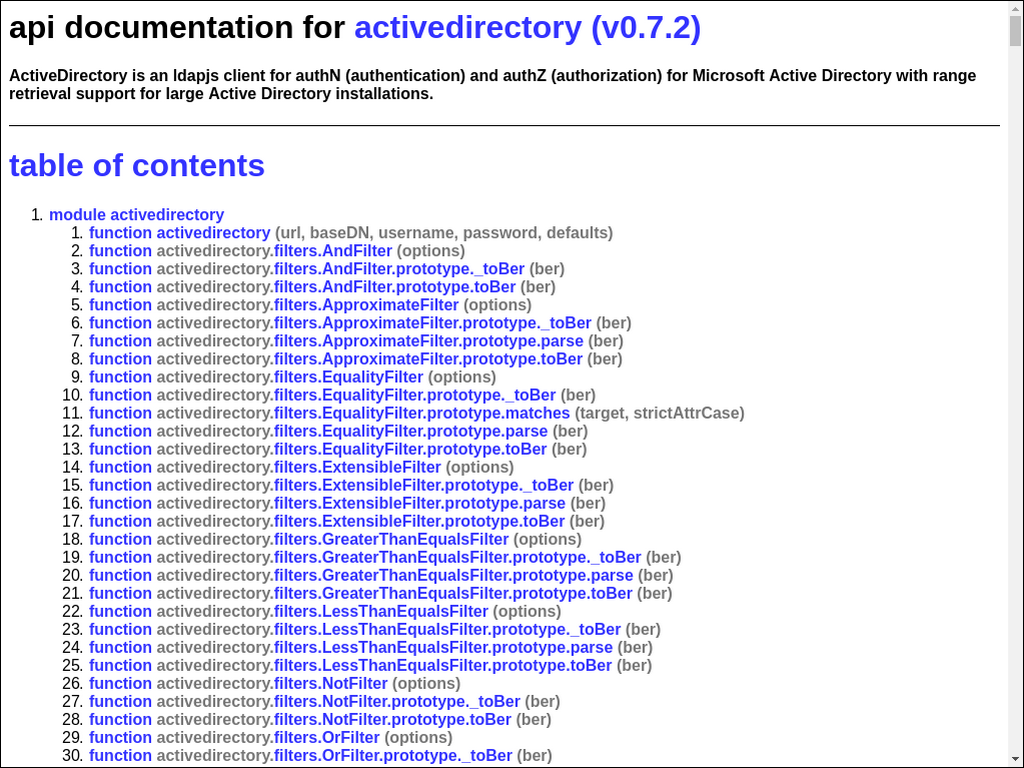 api documentation for activedirectory (v0.7.2)
ActiveDirectory is an ldapjs client for authN (authentication) and authZ (authorization) for Microsoft Active Directory with range
retrieval support for large Active Directory installations.
table of contents
1. module activedirectory
1. function activedirectory (url, baseDN, username, password, defaults)
2. function activedirectory.filters.AndFilter (options)
3. function activedirectory.filters.AndFilter.prototype._toBer (ber)
4. function activedirectory.filters.AndFilter.prototype.toBer (ber)
5. function activedirectory.filters.ApproximateFilter (options)
6. function activedirectory.filters.ApproximateFilter.prototype._toBer (ber)
7. function activedirectory.filters.ApproximateFilter.prototype.parse (ber)
8. function activedirectory.filters.ApproximateFilter.prototype.toBer (ber)
9. function activedirectory.filters.EqualityFilter (options)
10. function activedirectory.filters.EqualityFilter.prototype._toBer (ber)
11. function activedirectory.filters.EqualityFilter.prototype.matches (target, strictAttrCase)
12. function activedirectory.filters.EqualityFilter.prototype.parse (ber)
13. function activedirectory.filters.EqualityFilter.prototype.toBer (ber)
14. function activedirectory.filters.ExtensibleFilter (options)
15. function activedirectory.filters.ExtensibleFilter.prototype._toBer (ber)
16. function activedirectory.filters.ExtensibleFilter.prototype.parse (ber)
17. function activedirectory.filters.ExtensibleFilter.prototype.toBer (ber)
18. function activedirectory.filters.GreaterThanEqualsFilter (options)
19. function activedirectory.filters.GreaterThanEqualsFilter.prototype._toBer (ber)
20. function activedirectory.filters.GreaterThanEqualsFilter.prototype.parse (ber)
21. function activedirectory.filters.GreaterThanEqualsFilter.prototype.toBer (ber)
22. function activedirectory.filters.LessThanEqualsFilter (options)
23. function activedirectory.filters.LessThanEqualsFilter.prototype._toBer (ber)
24. function activedirectory.filters.LessThanEqualsFilter.prototype.parse (ber)
25. function activedirectory.filters.LessThanEqualsFilter.prototype.toBer (ber)
26. function activedirectory.filters.NotFilter (options)
27. function activedirectory.filters.NotFilter.prototype._toBer (ber)
28. function activedirectory.filters.NotFilter.prototype.toBer (ber)
29. function activedirectory.filters.OrFilter (options)
30. function activedirectory.filters.OrFilter.prototype._toBer (ber)